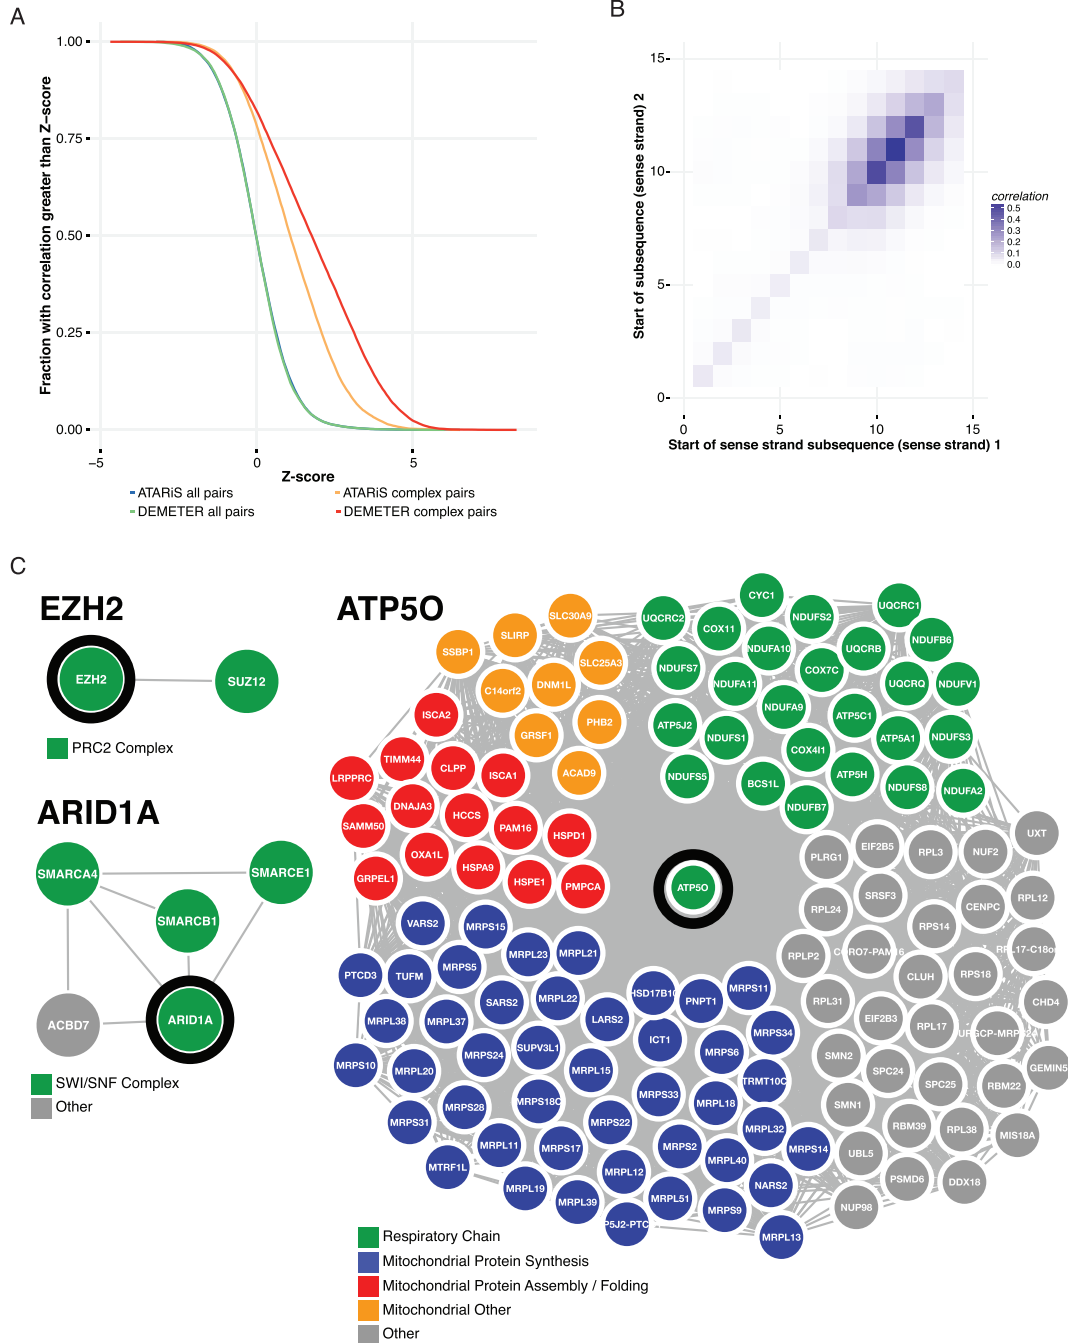 A
1.00
0.75
0.50
0.25
0.00
Fraction with correlation greater than Z−score
−5
0
5
Z-score
ATARiS all pairs
ATARiS complex pairs
DEMETER all pairs
DEMETER complex pairs
B
15
10
5
0
Start of subsequence (sense strand) 2
0
5
10
15
Start of sense strand subsequence (sense strand) 1
correlation
0.5
0.4
0.3
0.2
0.1
0.0
C
EZH2
EZH2
SUZ12
PRC2 Complex
ARID1A
SMARCA4
SMARCE1
SMARCB1
ACBD7
ARID1A
SWI/SNF Complex
Other
ATP5O
SLC30A9
SLIRP
SSBP1
SLC25A3
DNM1L
C14orf2
PHB2
GRSF1
ACAD9
ISCA2
TIMM44
LRPPRC
CLPP
ISCA1
DNAJA3
HCCS
SAMM50
PAM16
HSPD1
OXA1L
HSPA9
GRPEL1
HSPE1
PMPCA
CYC1
UQCRC2
COX11
NDUFS2
UQCRC1
NDUFB6
NDUFA10
UQCRB
NDUFS7
COX7C
NDUFA11
UQCRQ
NDUFV1
NDUFA9
ATP5C1
ATP5J2
NDUFS1
ATP5A1
NDUFS3
COX4I1
NDUFS5
BCS1L
ATP5H
NDUFS8
NDUFA2
NDUFB7
ATP5O
UXT
EIF2B5
PLRG1
RPL3
NUF2
SRSF3
RPL24
CENPC
RPL12
RPS14
RPLP2
RPS18
CLUH
RPL31
CHD4
EIF2B3
RPL17
SMN2
SPC24
GEMIN5
SPC25
RBM22
SMN1
RBM39
RPL38
MIS18A
UBL5
PSMD6
DDX18
NUP98
VARS2
MRPS15
MRPL23
MRPL21
PTCD3
TUFM
MRPS5
SARS2
MRPL22
HSD17B10
PNPT1
MRPS11
MRPL38
MRPL37
LARS2
MRPS34
ICT1
SUPV3L1
MRPS24
MRPS6
MRPS10
MRPL20
MRPL15
TRMT10C
MRPS33
MRPL18
MRPS18C
MRPS28
MRPS31
MRPS22
MRPL32
MRPL11
MRPS17
MRPS2
MRPL40
MRPS14
MTRF1L
MRPL12
NARS2
MRPL19
MRPL39
MRPL51
MRPS9
P5J2-PTC
MRPL13
Respiratory Chain
Mitochondrial Protein Synthesis
Mitochondrial Protein Assembly / Folding
Mitochondrial Other
Other